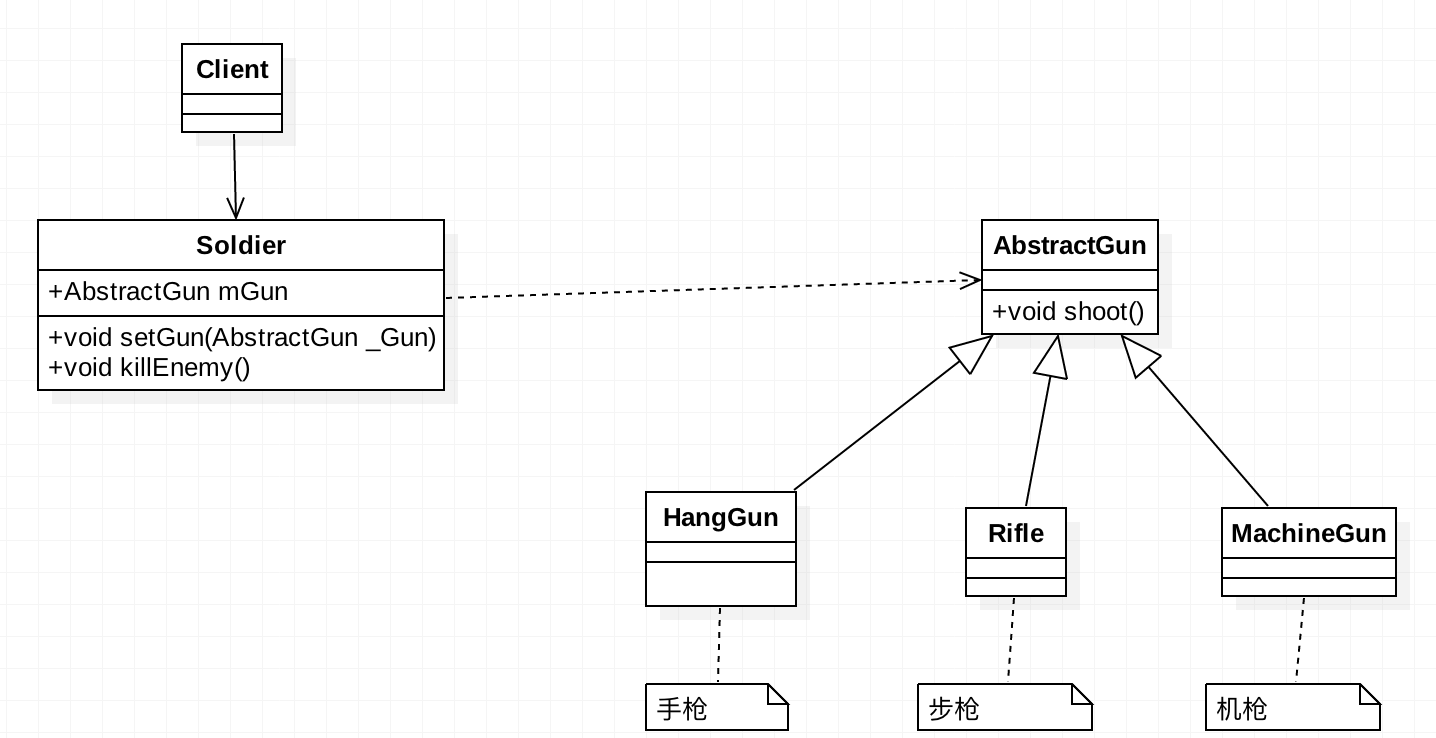 Client
Soldier
+AbstractGun mGun
+void setGun(AbstractGun _Gun)
+void killEnemy()
AbstractGun
+void shoot()
HangGun
Rifle
MachineGun
手枪
步枪
机枪